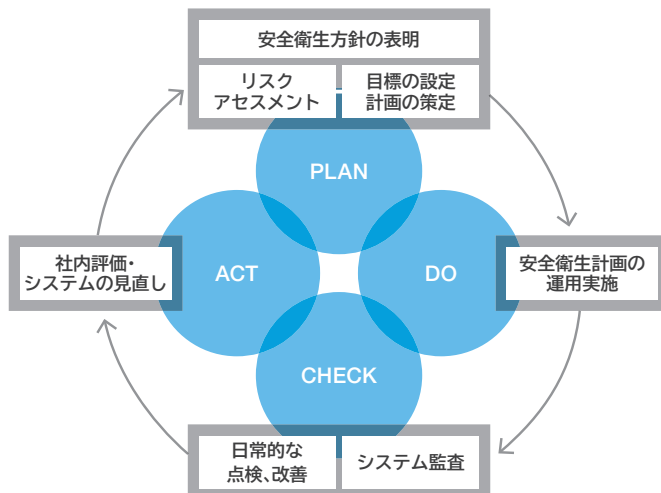 安全衛生方針の表明
リスク
アセスメント
目標の設定
計画の策定
PLAN
社内評価・
システムの見直し
ACT
DO
安全衛生計画の
運用実施
CHECK
日常的な
点検、改善
システム監査